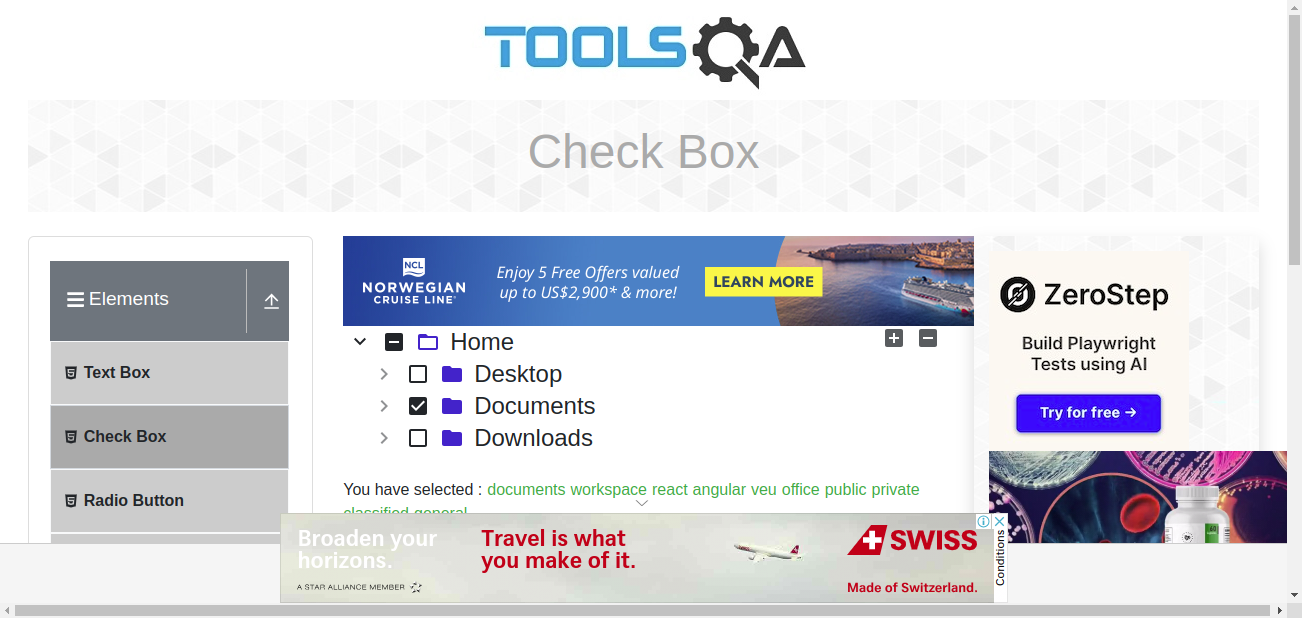 TOOLSQA
Check Box
Elements
Text Box
Check Box
Radio Button
NCL
NORWEGIAN
CRUISE LINE®
Enjoy 5 Free Offers valued
up to US$2,900* & more!
LEARN MORE
Home
Desktop
Documents
Downloads
You have selected : documents workspace react angular veu office public private
classified general
ZeroStep
Build Playwright
Tests using AI
Try for free →
Broaden your
horizons.
A STAR ALLIANCE MEMBER
Travel is what
you make of it.
SWISS
Made of Switzerland.
Conditions